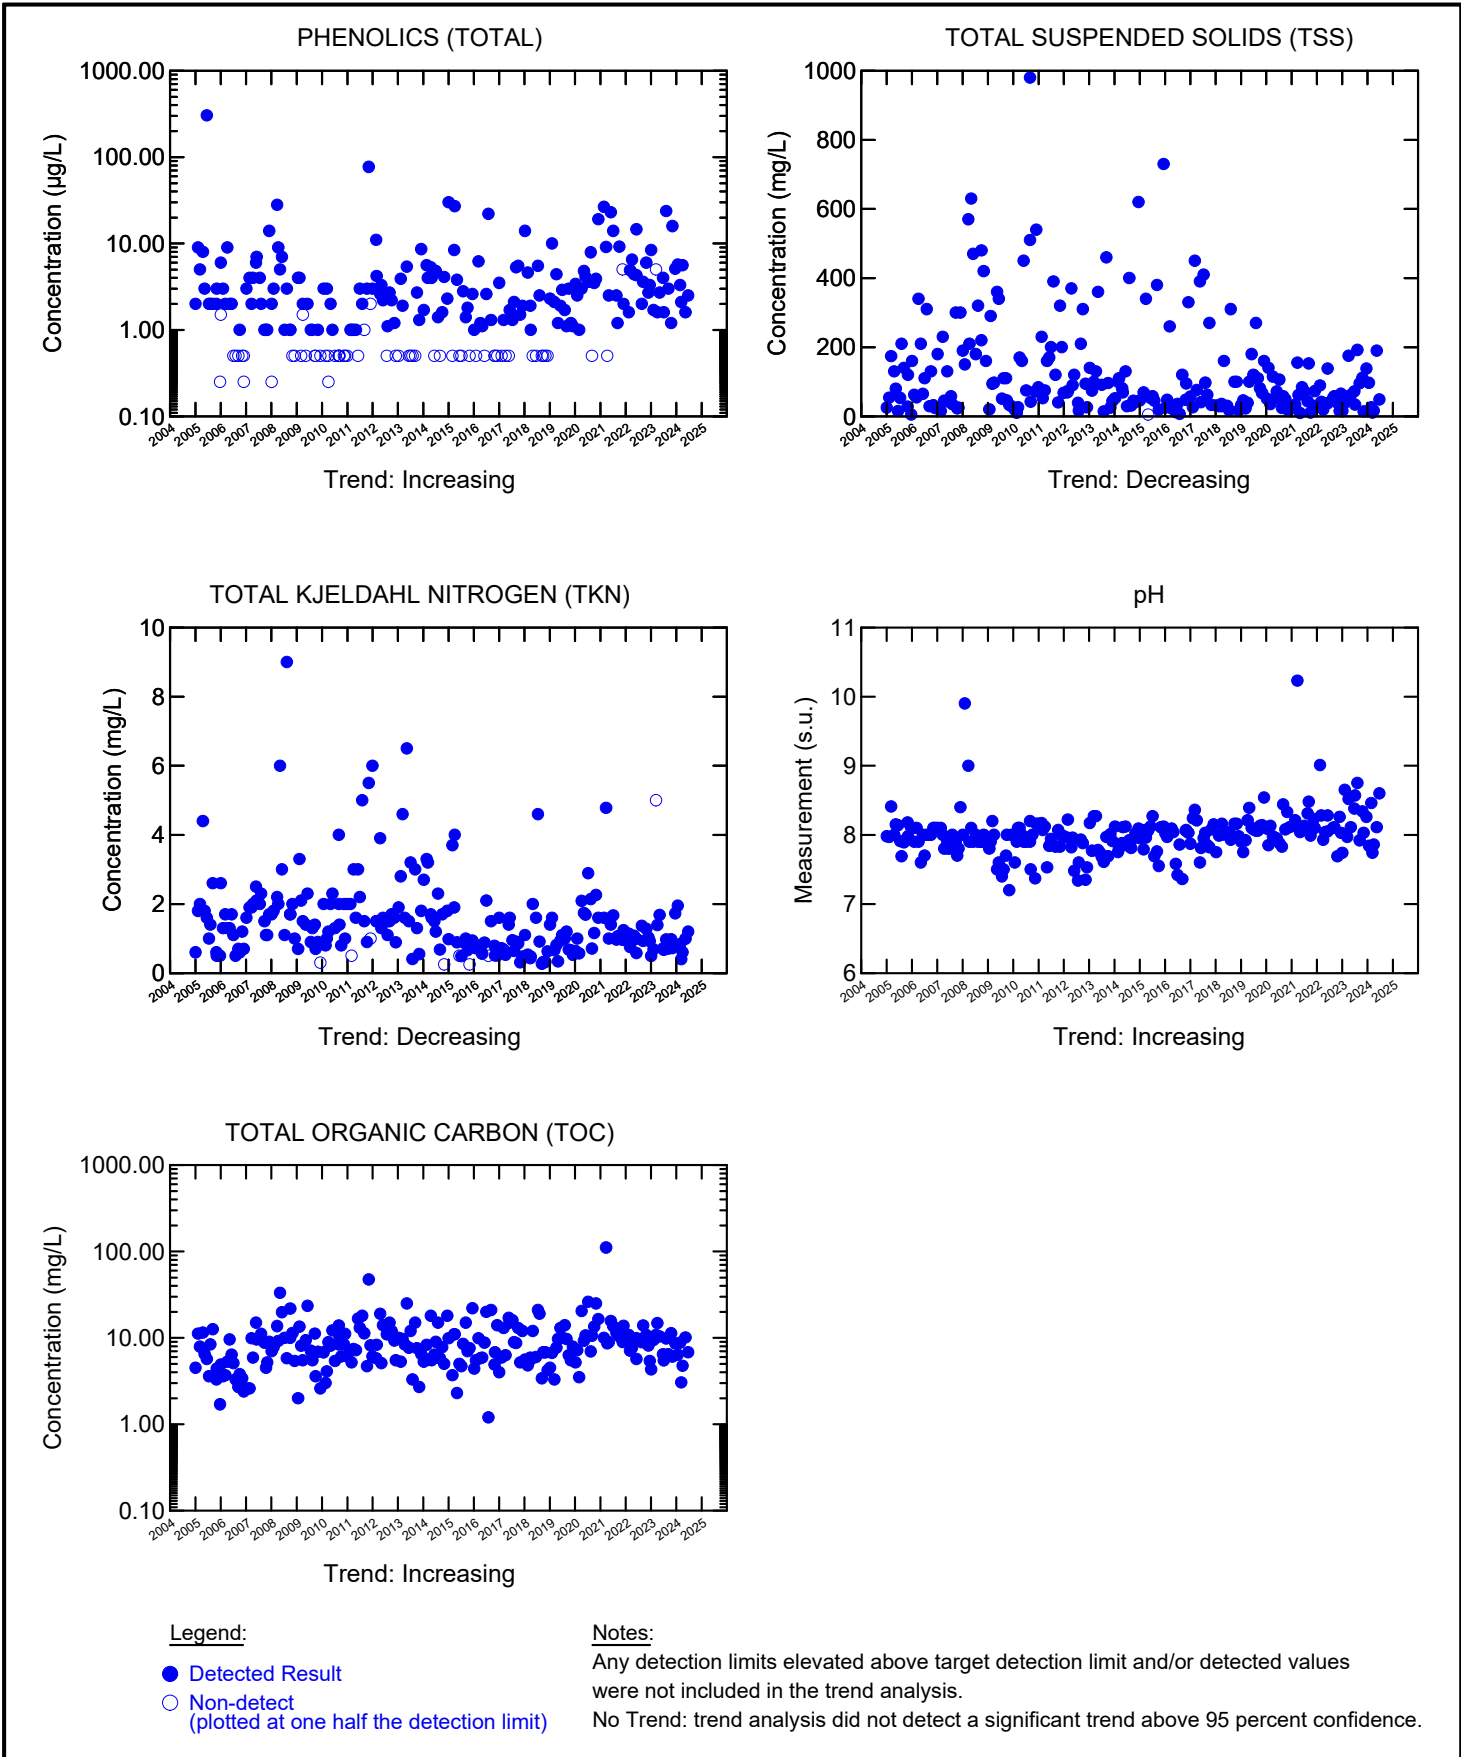 PHENOLICS (TOTAL)
1000.00
100.00
10.00
1.00
0.10
Concentration (µg/L)
2004 2005 2006 2007 2008 2009 2010 2011 2012 2013 2014 2015 2016 2017 2018 2019 2020 2021 2022 2023 2024 2025
Trend: Increasing
TOTAL SUSPENDED SOLIDS (TSS)
1000
800
600
400
200
0
Concentration (mg/L)
2004 2005 2006 2007 2008 2009 2010 2011 2012 2013 2014 2015 2016 2017 2018 2019 2020 2021 2022 2023 2024 2025
Trend: Decreasing
TOTAL KJELDAHL NITROGEN (TKN)
10
8
6
4
2
0
Concentration (mg/L)
2004 2005 2006 2007 2008 2009 2010 2011 2012 2013 2014 2015 2016 2017 2018 2019 2020 2021 2022 2023 2024 2025
Trend: Decreasing
pH
11
10
9
8
7
6
Measurement (s.u.)
2004 2005 2006 2007 2008 2009 2010 2011 2012 2013 2014 2015 2016 2017 2018 2019 2020 2021 2022 2023 2024 2025
Trend: Increasing
TOTAL ORGANIC CARBON (TOC)
1000.00
100.00
10.00
1.00
0.10
Concentration (mg/L)
2004 2005 2006 2007 2008 2009 2010 2011 2012 2013 2014 2015 2016 2017 2018 2019 2020 2021 2022 2023 2024 2025
Trend: Increasing
Legend:
Detected Result
Non-detect
(plotted at one half the detection limit)
Notes:
Any detection limits elevated above target detection limit and/or detected values
were not included in the trend analysis.
No Trend: trend analysis did not detect a significant trend above 95 percent confidence.